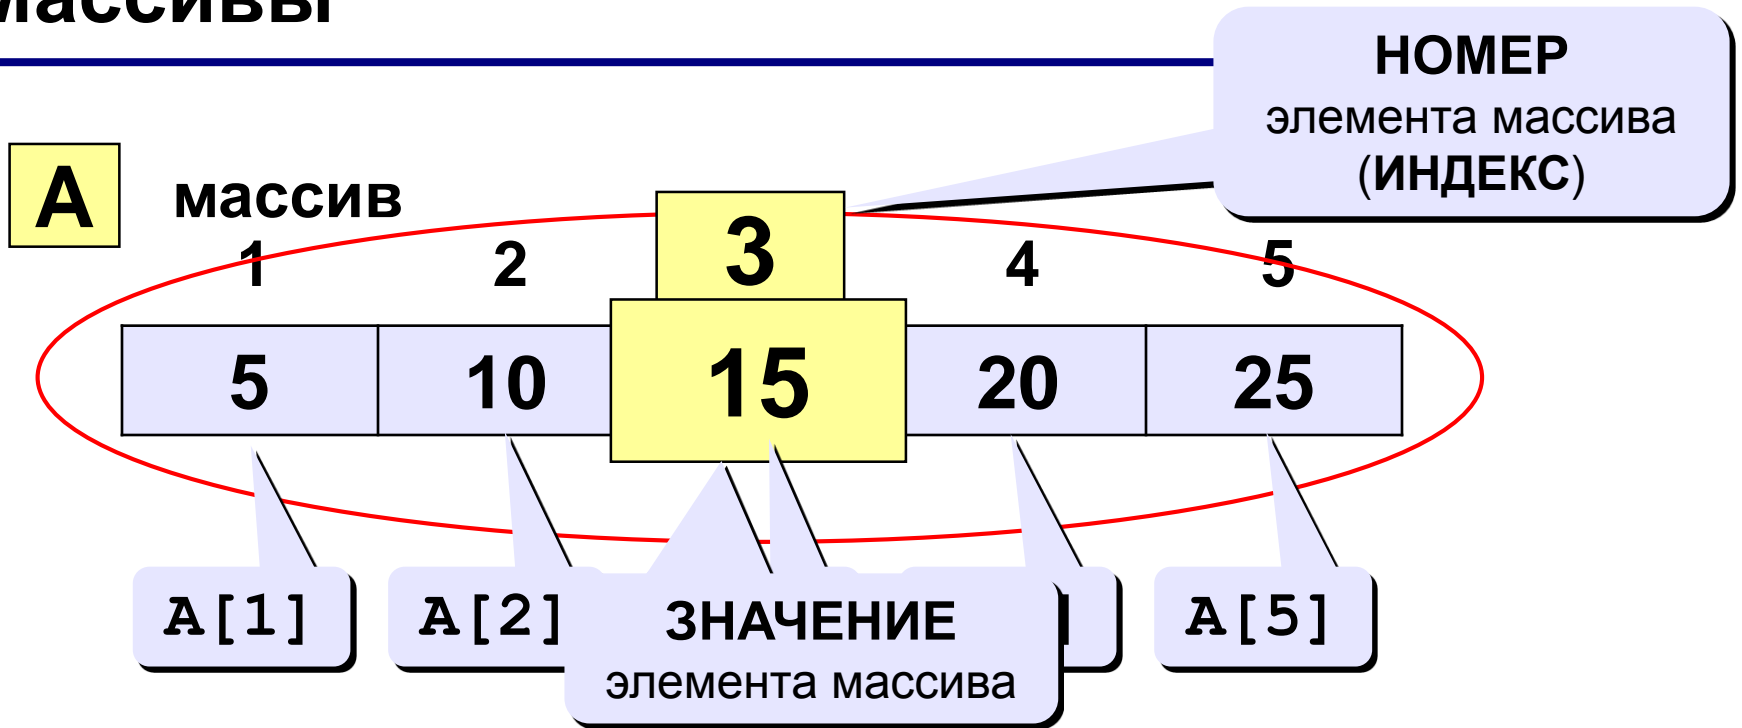 массивы
НОМЕР
элемента массива
(ИНДЕКС)
A массив
1 2 3 4 5
5 10 15 20 25
A[1] A[2] ] A[5]
ЗНАЧЕНИЕ
элемента массива